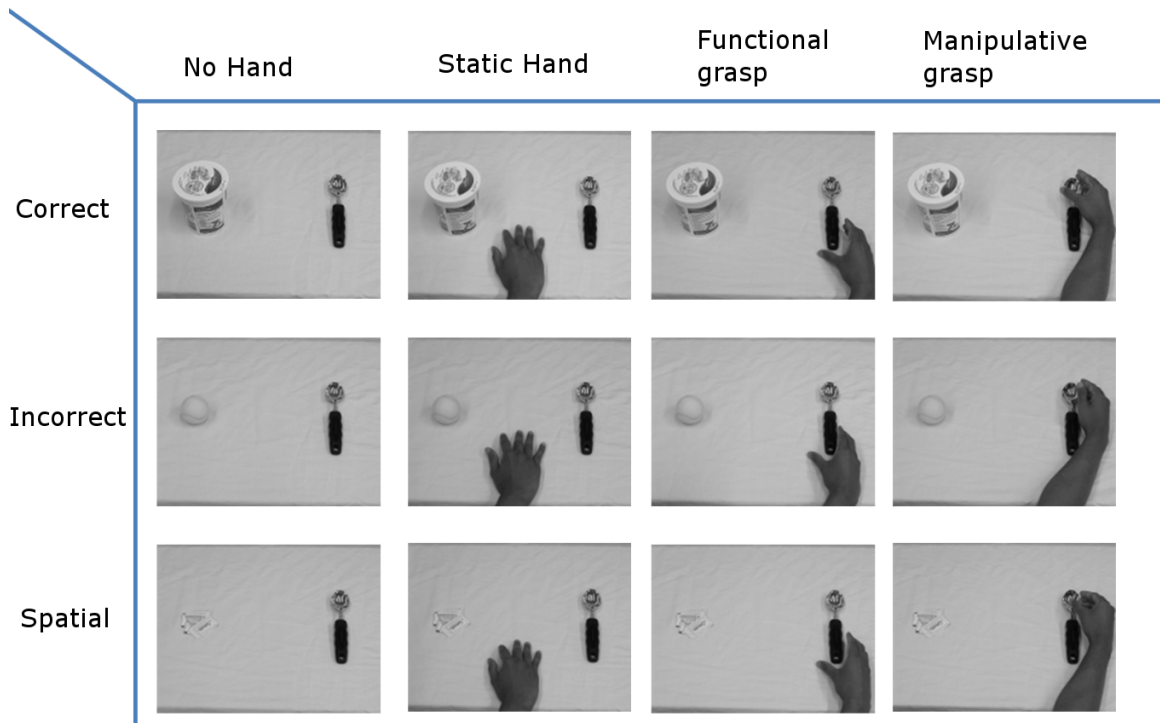 No Hand
Static Hand
Functional
grasp
Manipulative
grasp
Correct
Incorrect
Spatial